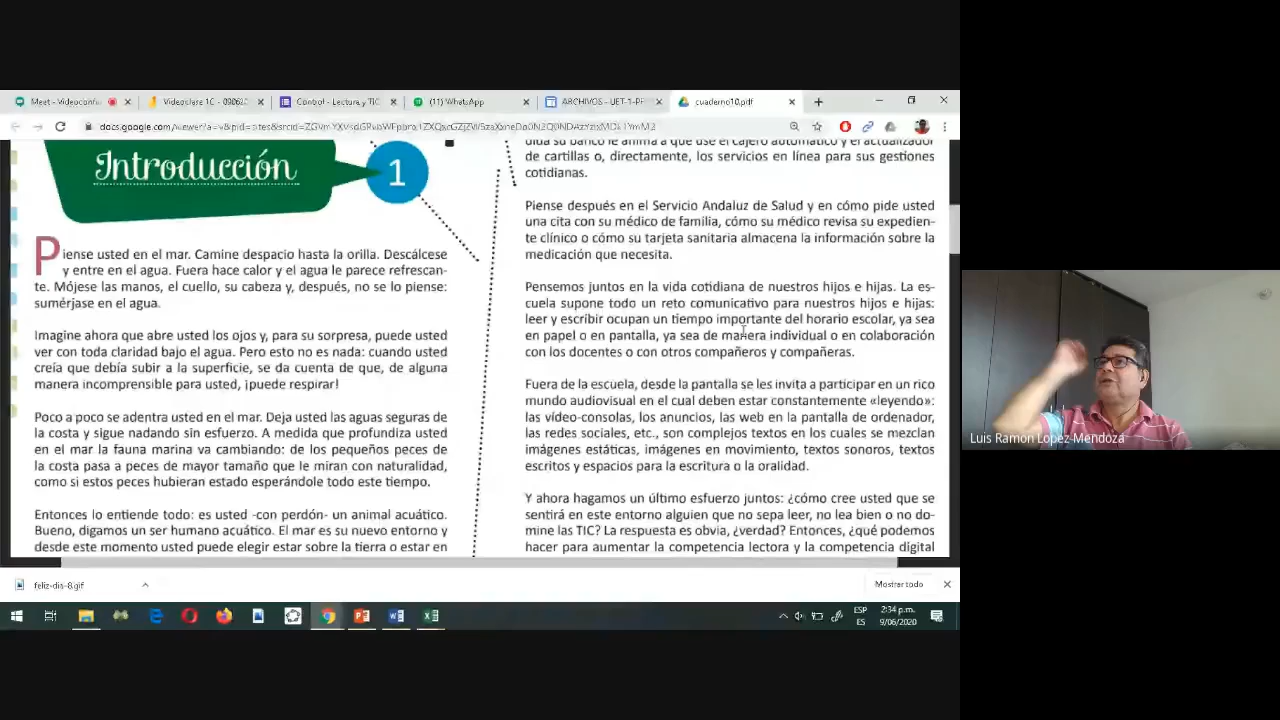 Meet - Videoconfe
Videoclase 1C - 090620
Control - Lectura y TIC
(11) WhatsApp
ARCHIVOS - UET-1-PR
cuaderno10.pdf
Introducción
1
Piense usted en el mar. Camine despacio hasta la orilla. Descálcese
y entre en el agua. Fuera hace calor y el agua le parece refrescan-
te. Mójese las manos, el cuello, su cabeza y, después, no se lo piense:
sumérjase en el agua.
Imagine ahora que abre usted los ojos y, para su sorpresa, puede usted
ver con toda claridad bajo el agua. Pero esto no es nada: cuando usted
creía que debía subir a la superficie, se da cuenta de que, de alguna
manera incomprensible para usted, ¡puede respirar!
Poco a poco se adentra usted en el mar. Deja usted las aguas seguras de
la costa y sigue nadando sin esfuerzo. A medida que profundiza usted
en el mar la fauna marina va cambiando: de los pequeños peces de
la costa pasa a peces de mayor tamaño que le miran con naturalidad,
como si estos peces hubieran estado esperándole todo este tiempo.
Entonces lo entiende todo: es usted -con perdón- un animal acuático.
Bueno, digamos un ser humano acuático. El mar es su nuevo entorno y
desde este momento usted puede elegir estar sobre la tierra o estar en
su banco le anima a que use el cajero automático y el actualizador
de cartillas o, directamente, los servicios en línea para sus gestiones
cotidianas.
Piense después en el Servicio Andaluz de Salud y en cómo pide usted
una cita con su médico de familia, cómo su médico revisa su expedien-
te clínico o cómo su tarjeta sanitaria almacena la información sobre la
medicación que necesita.
Pensemos juntos en la vida cotidiana de nuestros hijos e hijas. La es-
cuela supone todo un reto comunicativo para nuestros hijos e hijas:
leer y escribir ocupan un tiempo importante del horario escolar, ya sea
en papel o en pantalla, ya sea de manera individual o en colaboración
con los docentes o con otros compañeros y compañeras.
Fuera de la escuela, desde la pantalla se les invita a participar en un rico
mundo audiovisual en el cual deben estar constantemente «leyendo»:
las vídeo-consolas, los anuncios, las web en la pantalla de ordenador,
las redes sociales, etc., son complejos textos en los cuales se mezclan
imágenes estáticas, imágenes en movimiento, textos sonoros, textos
escritos y espacios para la escritura o la oralidad.
Y ahora hagamos un último esfuerzo juntos: ¿cómo cree usted que se
sentirá en este entorno alguien que no sepa leer, no lea bien o no do-
mine las TIC? La respuesta es obvia, ¿verdad? Entonces, ¿qué podemos
hacer para aumentar la competencia lectora y la competencia digital
Luis Ramon Lopez Mendoza
feliz-dis-8.gif
Mostrar todo
ESP
ES
2:34 p.m.
9/06/2020